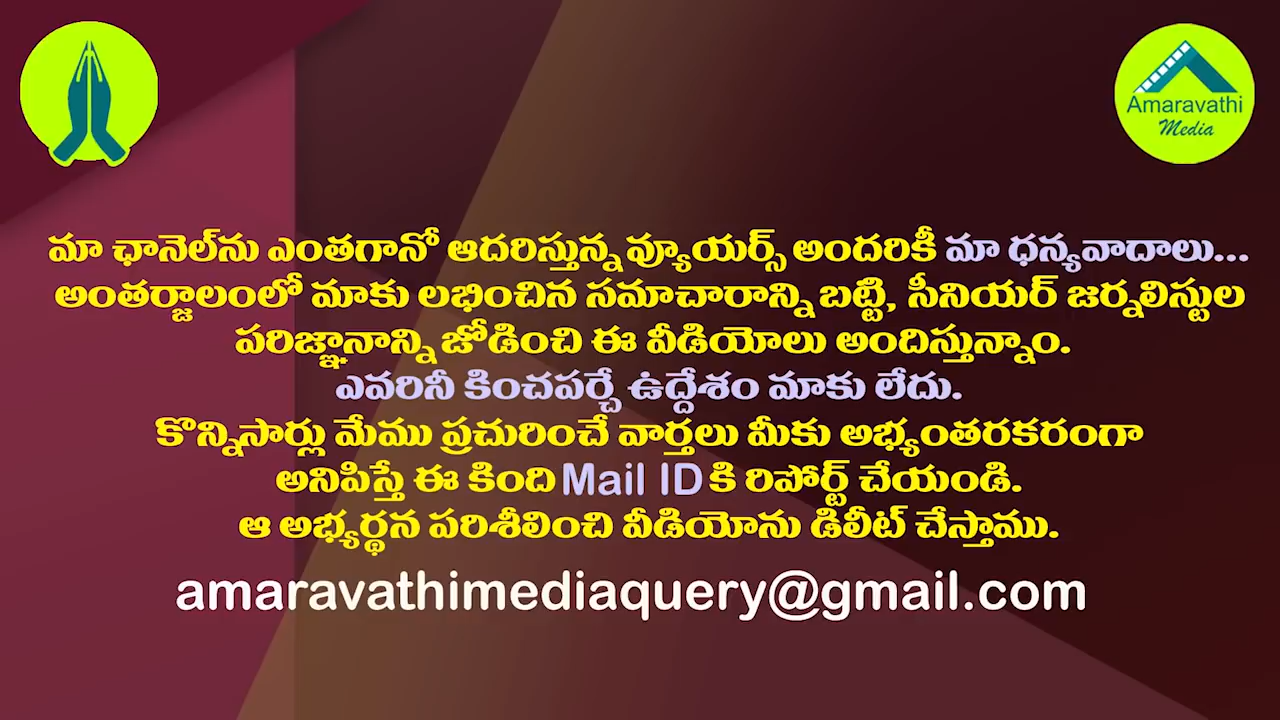 Amaravathi
Media
మా ఛానెల్‌ను ఎంతగానో ఆదరిస్తున్న వ్యూయర్స్ అందరికీ మా ధన్యవాదాలు...
అంతర్జాలంలో మాకు లభించిన సమాచారాన్ని బట్టి, సీనియర్ జర్నలిస్టుల
పరిజ్ఞానాన్ని జోడించి ఈ వీడియోలు అందిస్తున్నాం.
ఎవరినీ కించపర్చే ఉద్దేశం మాకు లేదు.
కొన్నిసార్లు మేము ప్రచురించే వార్తలు మీకు అభ్యంతరకరంగా
అనిపిస్తే ఈ కింది Mail ID కి రిపోర్ట్ చేయండి.
ఆ అభ్యర్థన పరిశీలించి వీడియోను డిలీట్ చేస్తాము.
amaravathimediaquery@gmail.com